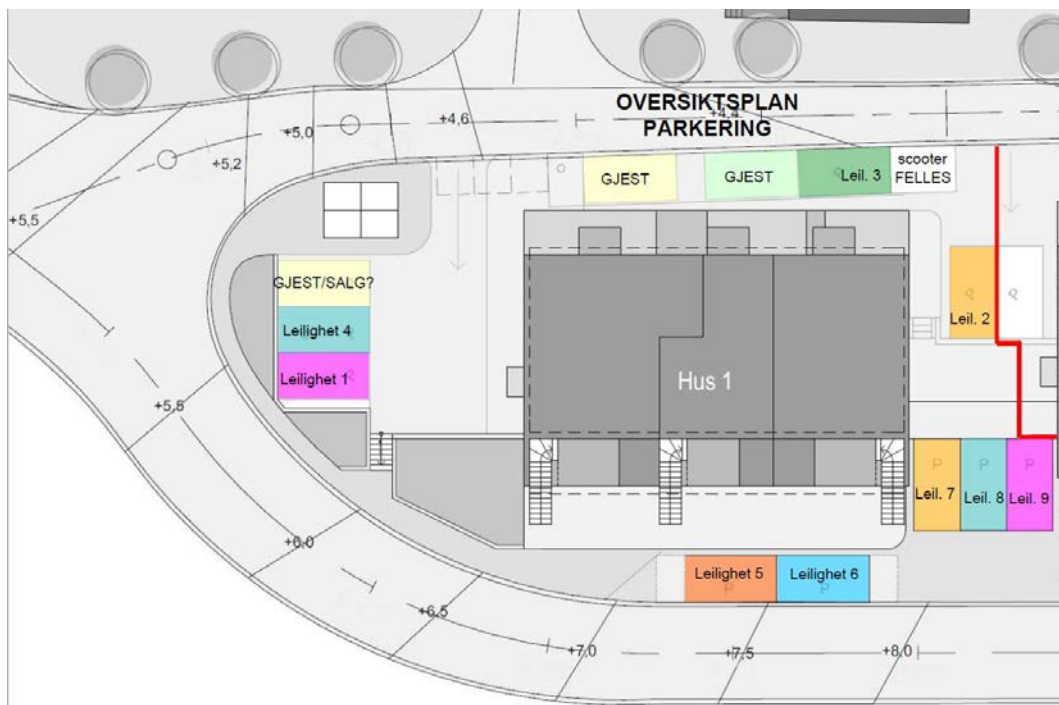 OVERSIKTSPLAN
PARKERING
+4,4
+4,6
+5,0
+5,2
+5,5
GJEST
GJEST
Leil. 3
scooter
FELLES
GJEST/SALG?
Leilighet 4
Leilighet 1
Leil. 2
P
P
Hus 1
+5,5
P
P
P
Leil. 7
Leil. 8
Leil. 9
+6,0
Leilighet 5
Leilighet 6
P
P
+6,5
+7,0
+7,5
+8,0